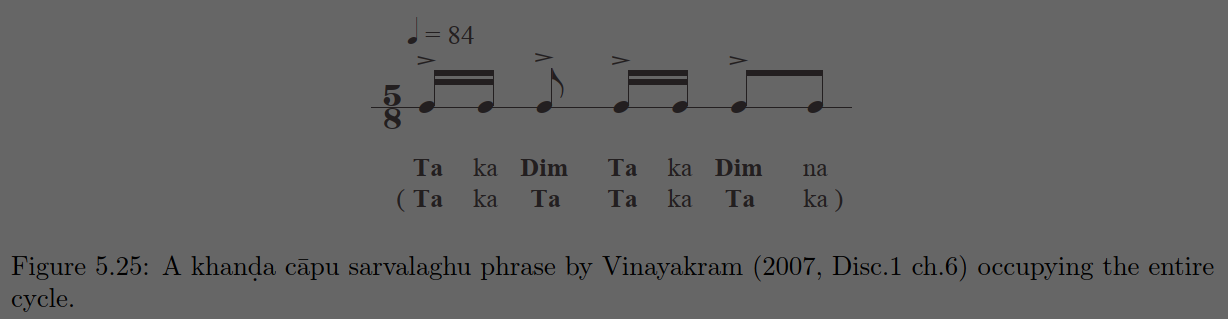 ♩ = 84
5
8
Ta ka Dim Ta ka Dim na
( Ta ka Ta Ta ka Ta ka )
Figure 5.25: A khaṇḍa cāpu sarvalaghu phrase by Vinayakram (2007, Disc.1 ch.6) occupying the entire
cycle.